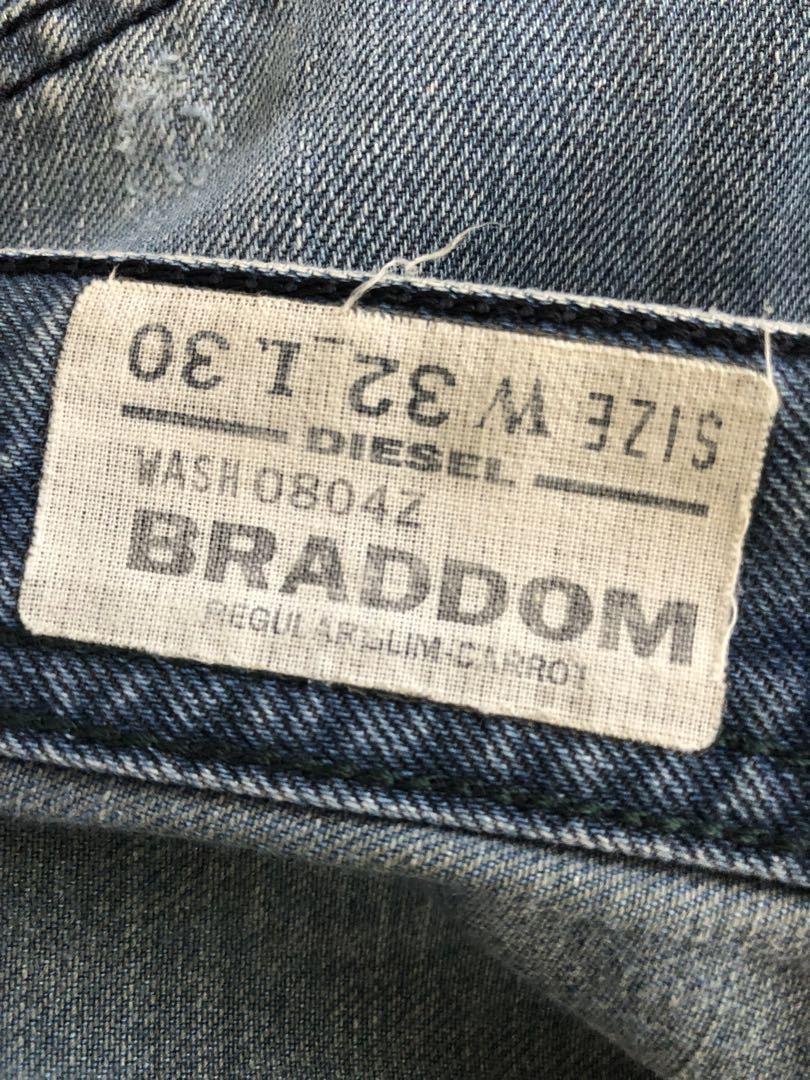 SIZE W 32 L 30
DIESEL
WASH 0804Z
BRADDOM
REGULAR SLIM-CARROT